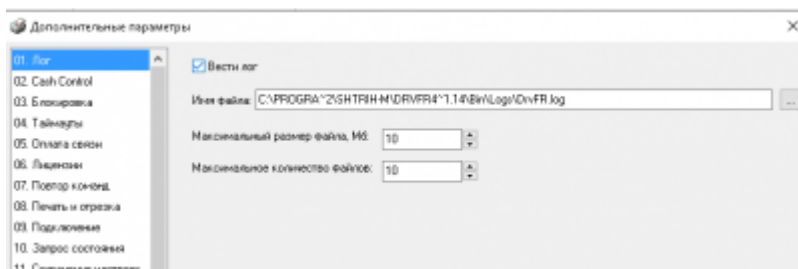 Дополнительные параметры
01. Лог
02. Cash Control
03. Блокировка
04. Таймауты
05. Оплата связи
06. Лицензии
07. Повтор команд
08. Печать и отрезка
09. Подключение
10. Запрос состояния
Вести лог
Имя файла: C:\PROGRA~2\SHTRIH-M\DRVFR4~1.14\Bin\Logs\DrvFR.log ...
Максимальный размер файла, Мб: 10
Максимальное количество файлов: 10